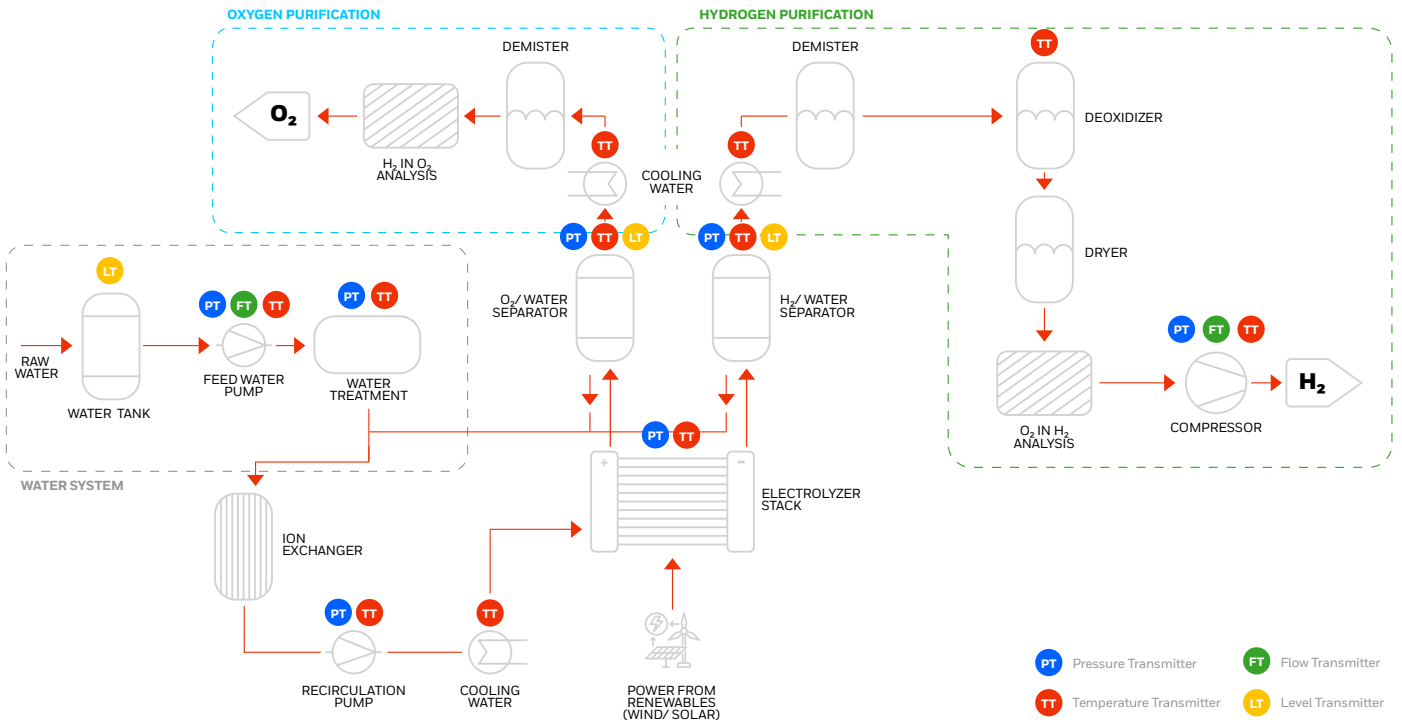 OXYGEN PURIFICATION
HYDROGEN PURIFICATION
DEMISTER
DEMISTER
TT
O₂
H₂ IN O₂
ANALYSIS
TT
COOLING
WATER
TT
DEOXIDIZER
DRYER
PT TT LT
PT TT LT
O₂/ WATER
SEPARATOR
H₂/ WATER
SEPARATOR
LT
PT FT TT
PT TT
RAW
WATER
WATER TANK
FEED WATER
PUMP
WATER
TREATMENT
WATER SYSTEM
PT FT TT
O₂ IN H₂
ANALYSIS
COMPRESSOR
H₂
PT TT
+
–
ELECTROLYZER
STACK
ION
EXCHANGER
PT TT
TT
RECIRCULATION
PUMP
COOLING
WATER
POWER FROM
RENEWABLES
(WIND/ SOLAR)
PT Pressure Transmitter
FT Flow Transmitter
TT Temperature Transmitter
LT Level Transmitter